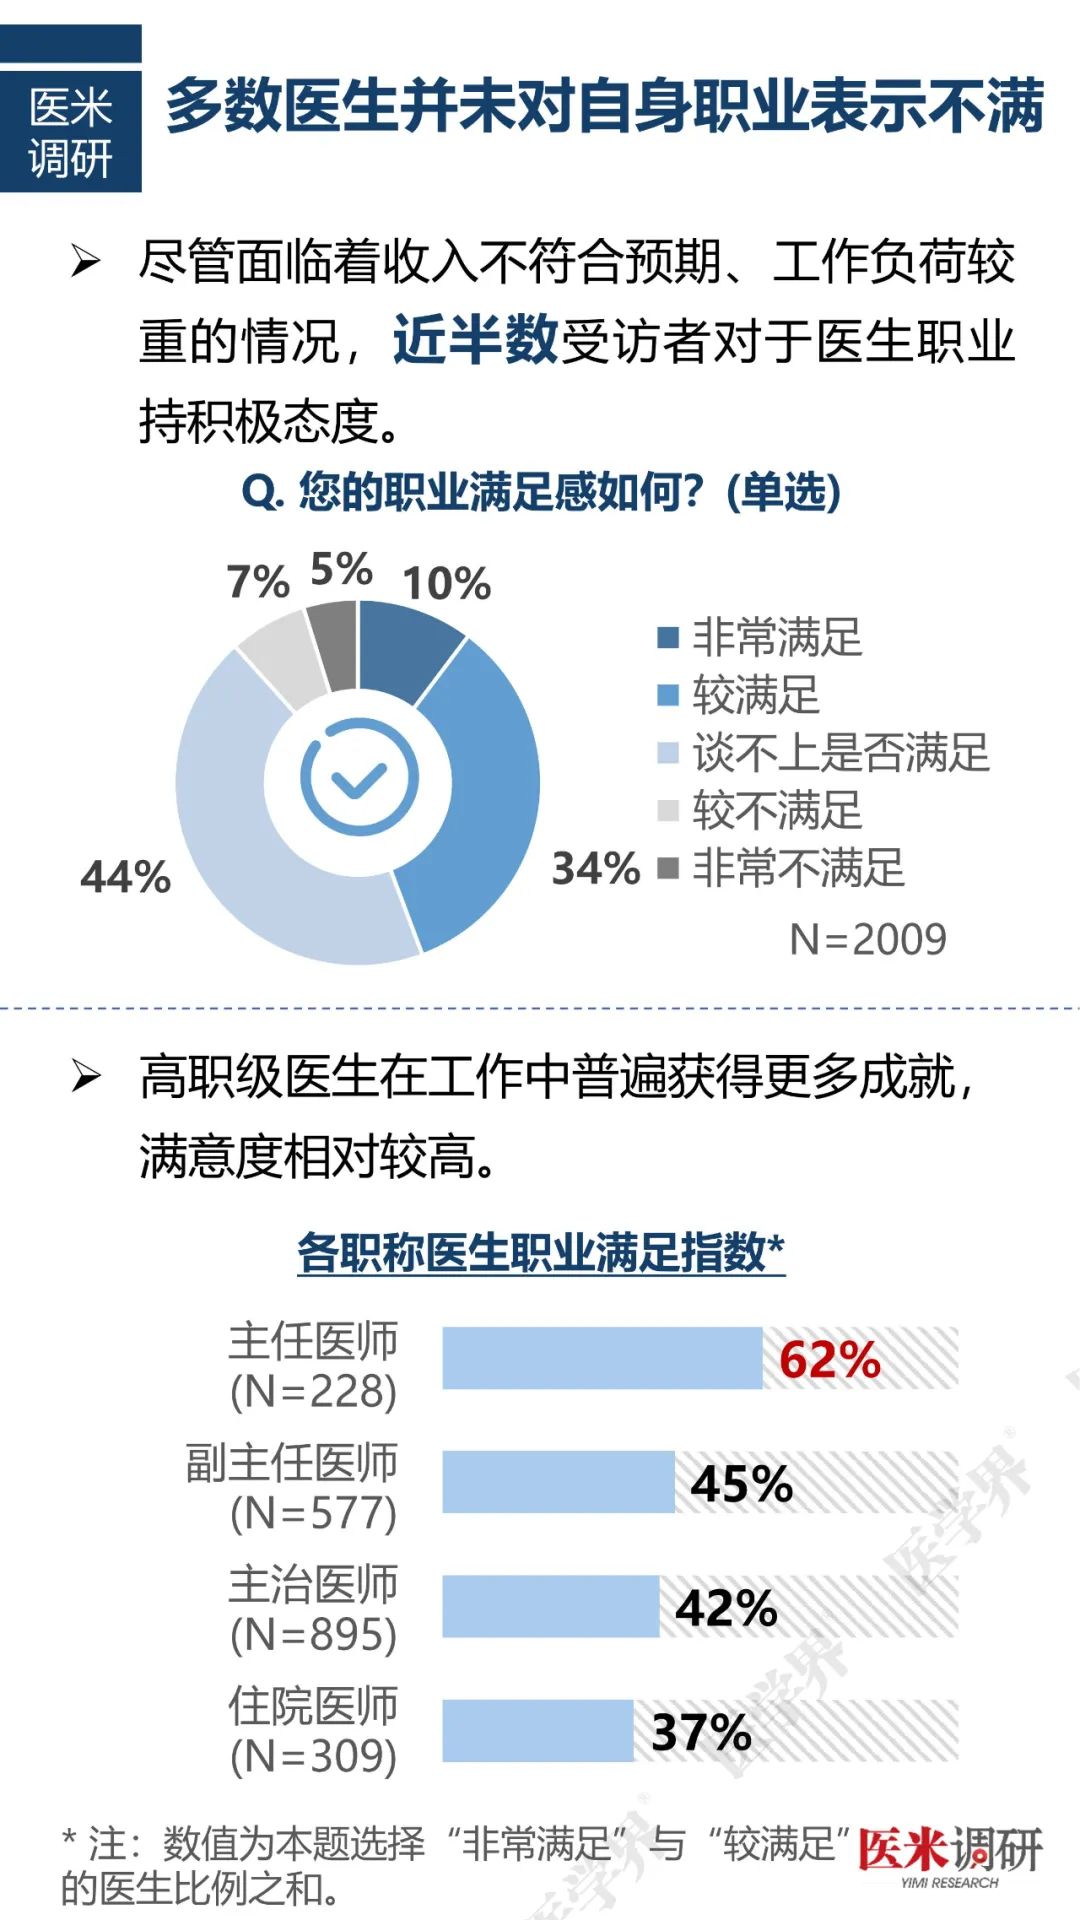 医米
调研
多数医生并未对自身职业表示不满
➢ 尽管面临着收入不符合预期、工作负荷较
重的情况，近半数受访者对于医生职业
持积极态度。
Q. 您的职业满足感如何？(单选)
7% 5% 10%
44%
34%
非常满足
较满足
谈不上是否满足
较不满足
非常不满足
N=2009
➢ 高职级医生在工作中普遍获得更多成就，
满意度相对较高。
各职称医生职业满足指数*
主任医师
(N=228)
62%
副主任医师
(N=577)
45%
主治医师
(N=895)
42%
住院医师
(N=309)
37%
* 注：数值为本题选择“非常满足”与“较满足”
的医生比例之和。
医米调研
YIMI RESEARCH
医学界®
医学界
医学界®